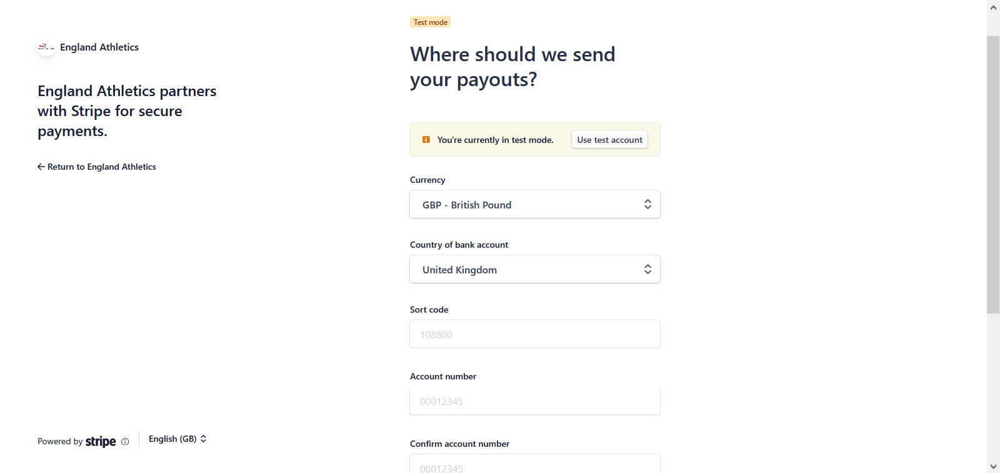 England Athletics
England Athletics partners
with Stripe for secure
payments.
Return to England Athletics
Powered by stripe
English (GB)
Test mode
Where should we send
your payouts?
You're currently in test mode.
Use test account
Currency
GBP - British Pound
Country of bank account
United Kingdom
Sort code
108800
Account number
00012345
Confirm account number
00012345